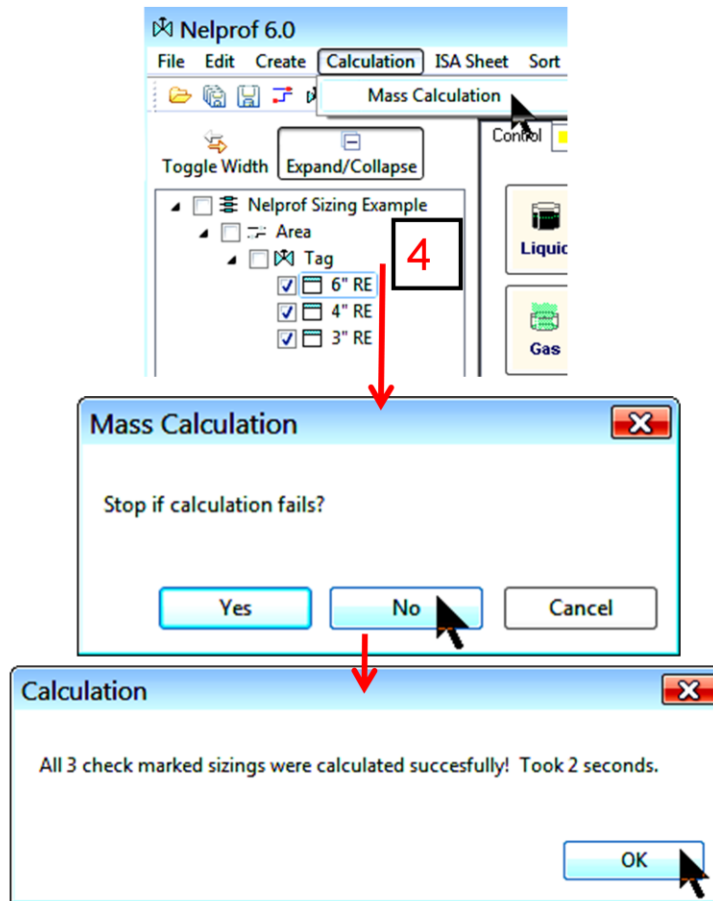 Nelprof 6.0
File Edit Create Calculation ISA Sheet Sort
Mass Calculation
Toggle Width Expand/Collapse
Control
Nelprof Sizing Example
Area
Tag
6" RE
4" RE
3" RE
4
Liquid
Gas
Mass Calculation
Stop if calculation fails?
Yes No Cancel
Calculation
All 3 check marked sizings were calculated succesfully! Took 2 seconds.
OK